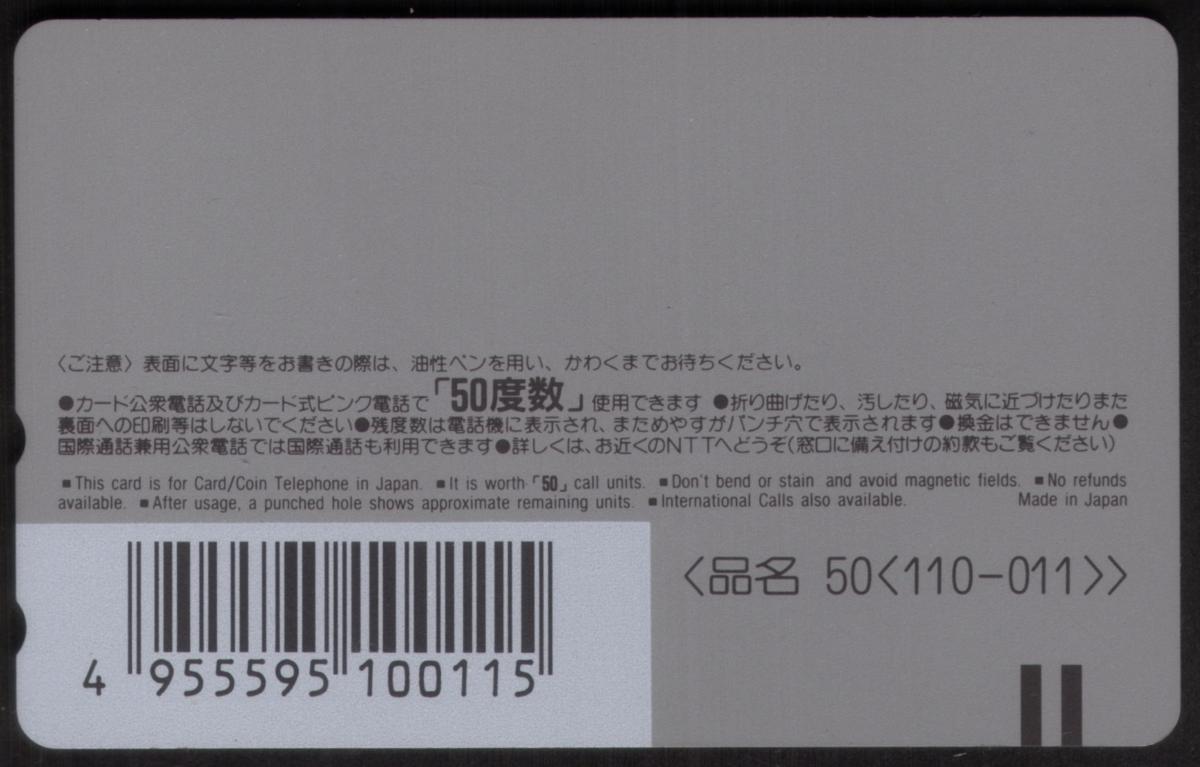 〈ご注意〉表面に文字等をお書きの際は、油性ペンを用い、かわくまでお待ちください。
●カード公衆電話及びカード式ピンク電話で「50度数」使用できます ●折り曲げたり、汚したり、磁気に近づけたりまた
裏面への印刷等はしないでください●残度数は電話機に表示され、まためやすがパンチ穴で表示されます●換金はできません●
国際通話兼用公衆電話では国際通話も利用できます●詳しくは、お近くのNTTへどうぞ(窓口に備え付けの約款もご覧ください)
■This card is for Card/Coin Telephone in Japan. ■It is worth「50」call units. ■Don't bend or stain and avoid magnetic fields. ■No refunds
available. ■After usage, a punched hole shows approximate remaining units. ■International Calls also available. Made in Japan
〈品名 50〈110-011〉〉
4 955595 100115